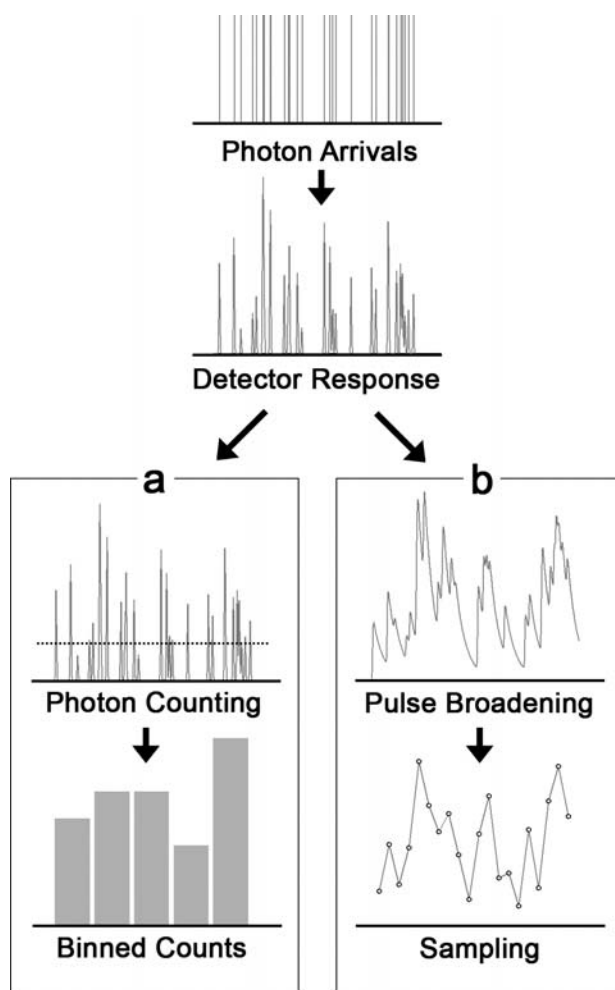 Photon Arrivals
Detector Response
a
b
Photon Counting
Pulse Broadening
Binned Counts
Sampling